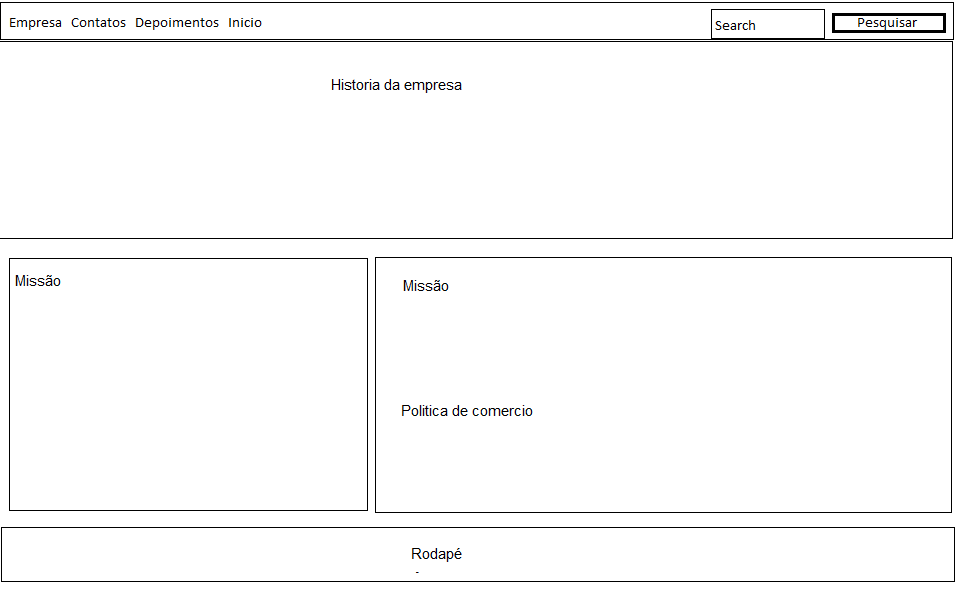 Empresa Contatos Depoimentos Inicio Search Pesquisar
Historia da empresa
Missão
Missão
Politica de comercio
Rodapé
-